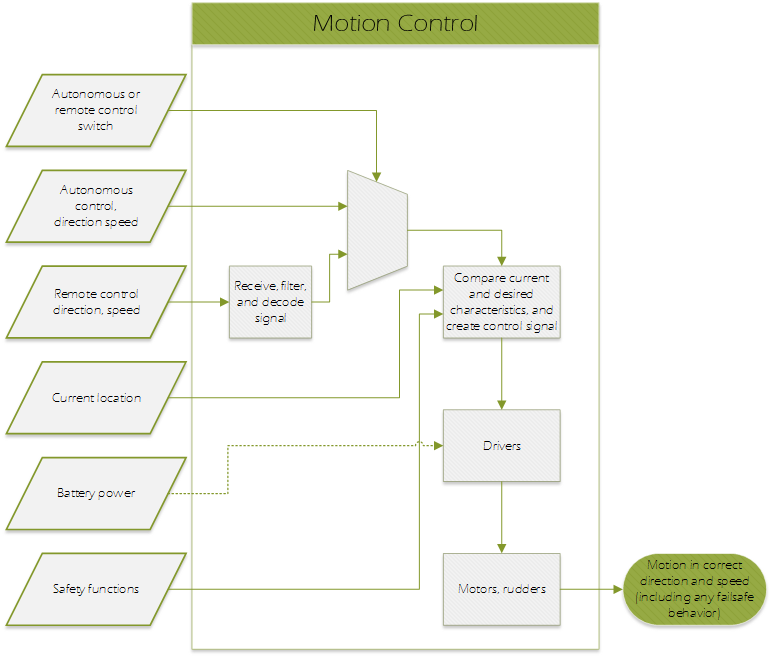 Motion Control
Autonomous or
remote control
switch
Autonomous
control,
direction speed
Remote control
direction, speed
Receive, filter,
and decode
signal
Compare current
and desired
characteristics, and
create control signal
Current location
Drivers
Battery power
Safety functions
Motors, rudders
Motion in correct
direction and speed
(including any failsafe
behavior)